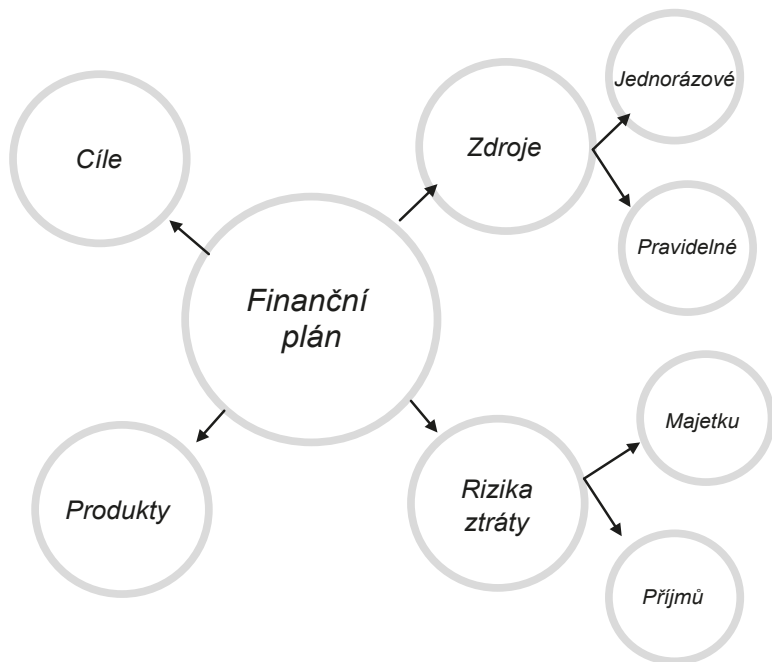 Jednorázové
Cíle
Zdroje
Pravidelné
Finanční
plán
Majetku
Produkty
Rizika
ztráty
Příjmů